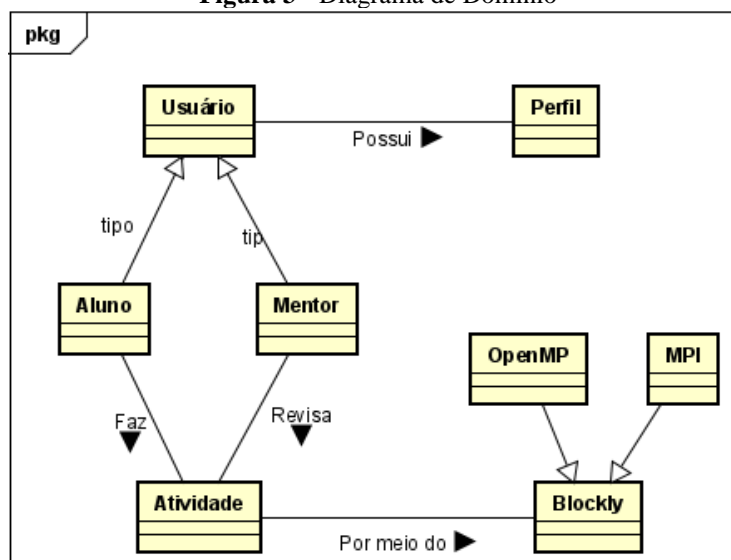 Figura 3 - Diagrama de Domínio
pkg
Usuário
Perfil
Possui
tipo
tip
Aluno
Mentor
OpenMP
MPI
Faz
Revisa
Atividade
Blockly
Por meio do